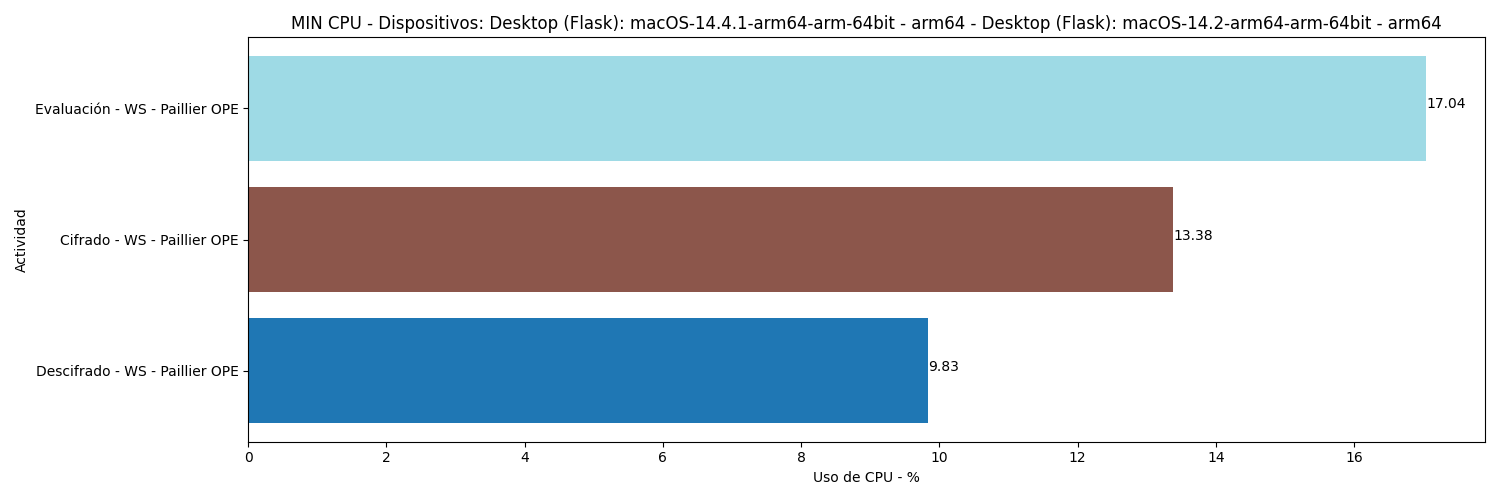 MIN CPU - Dispositivos: Desktop (Flask): macOS-14.4.1-arm64-arm-64bit - arm64 - Desktop (Flask): macOS-14.2-arm64-arm-64bit - arm64
Evaluación - WS - Paillier OPE
17.04
Cifrado - WS - Paillier OPE
13.38
Descifrado - WS - Paillier OPE
9.83
Actividad
0 2 4 6 8 10 12 14 16
Uso de CPU - %